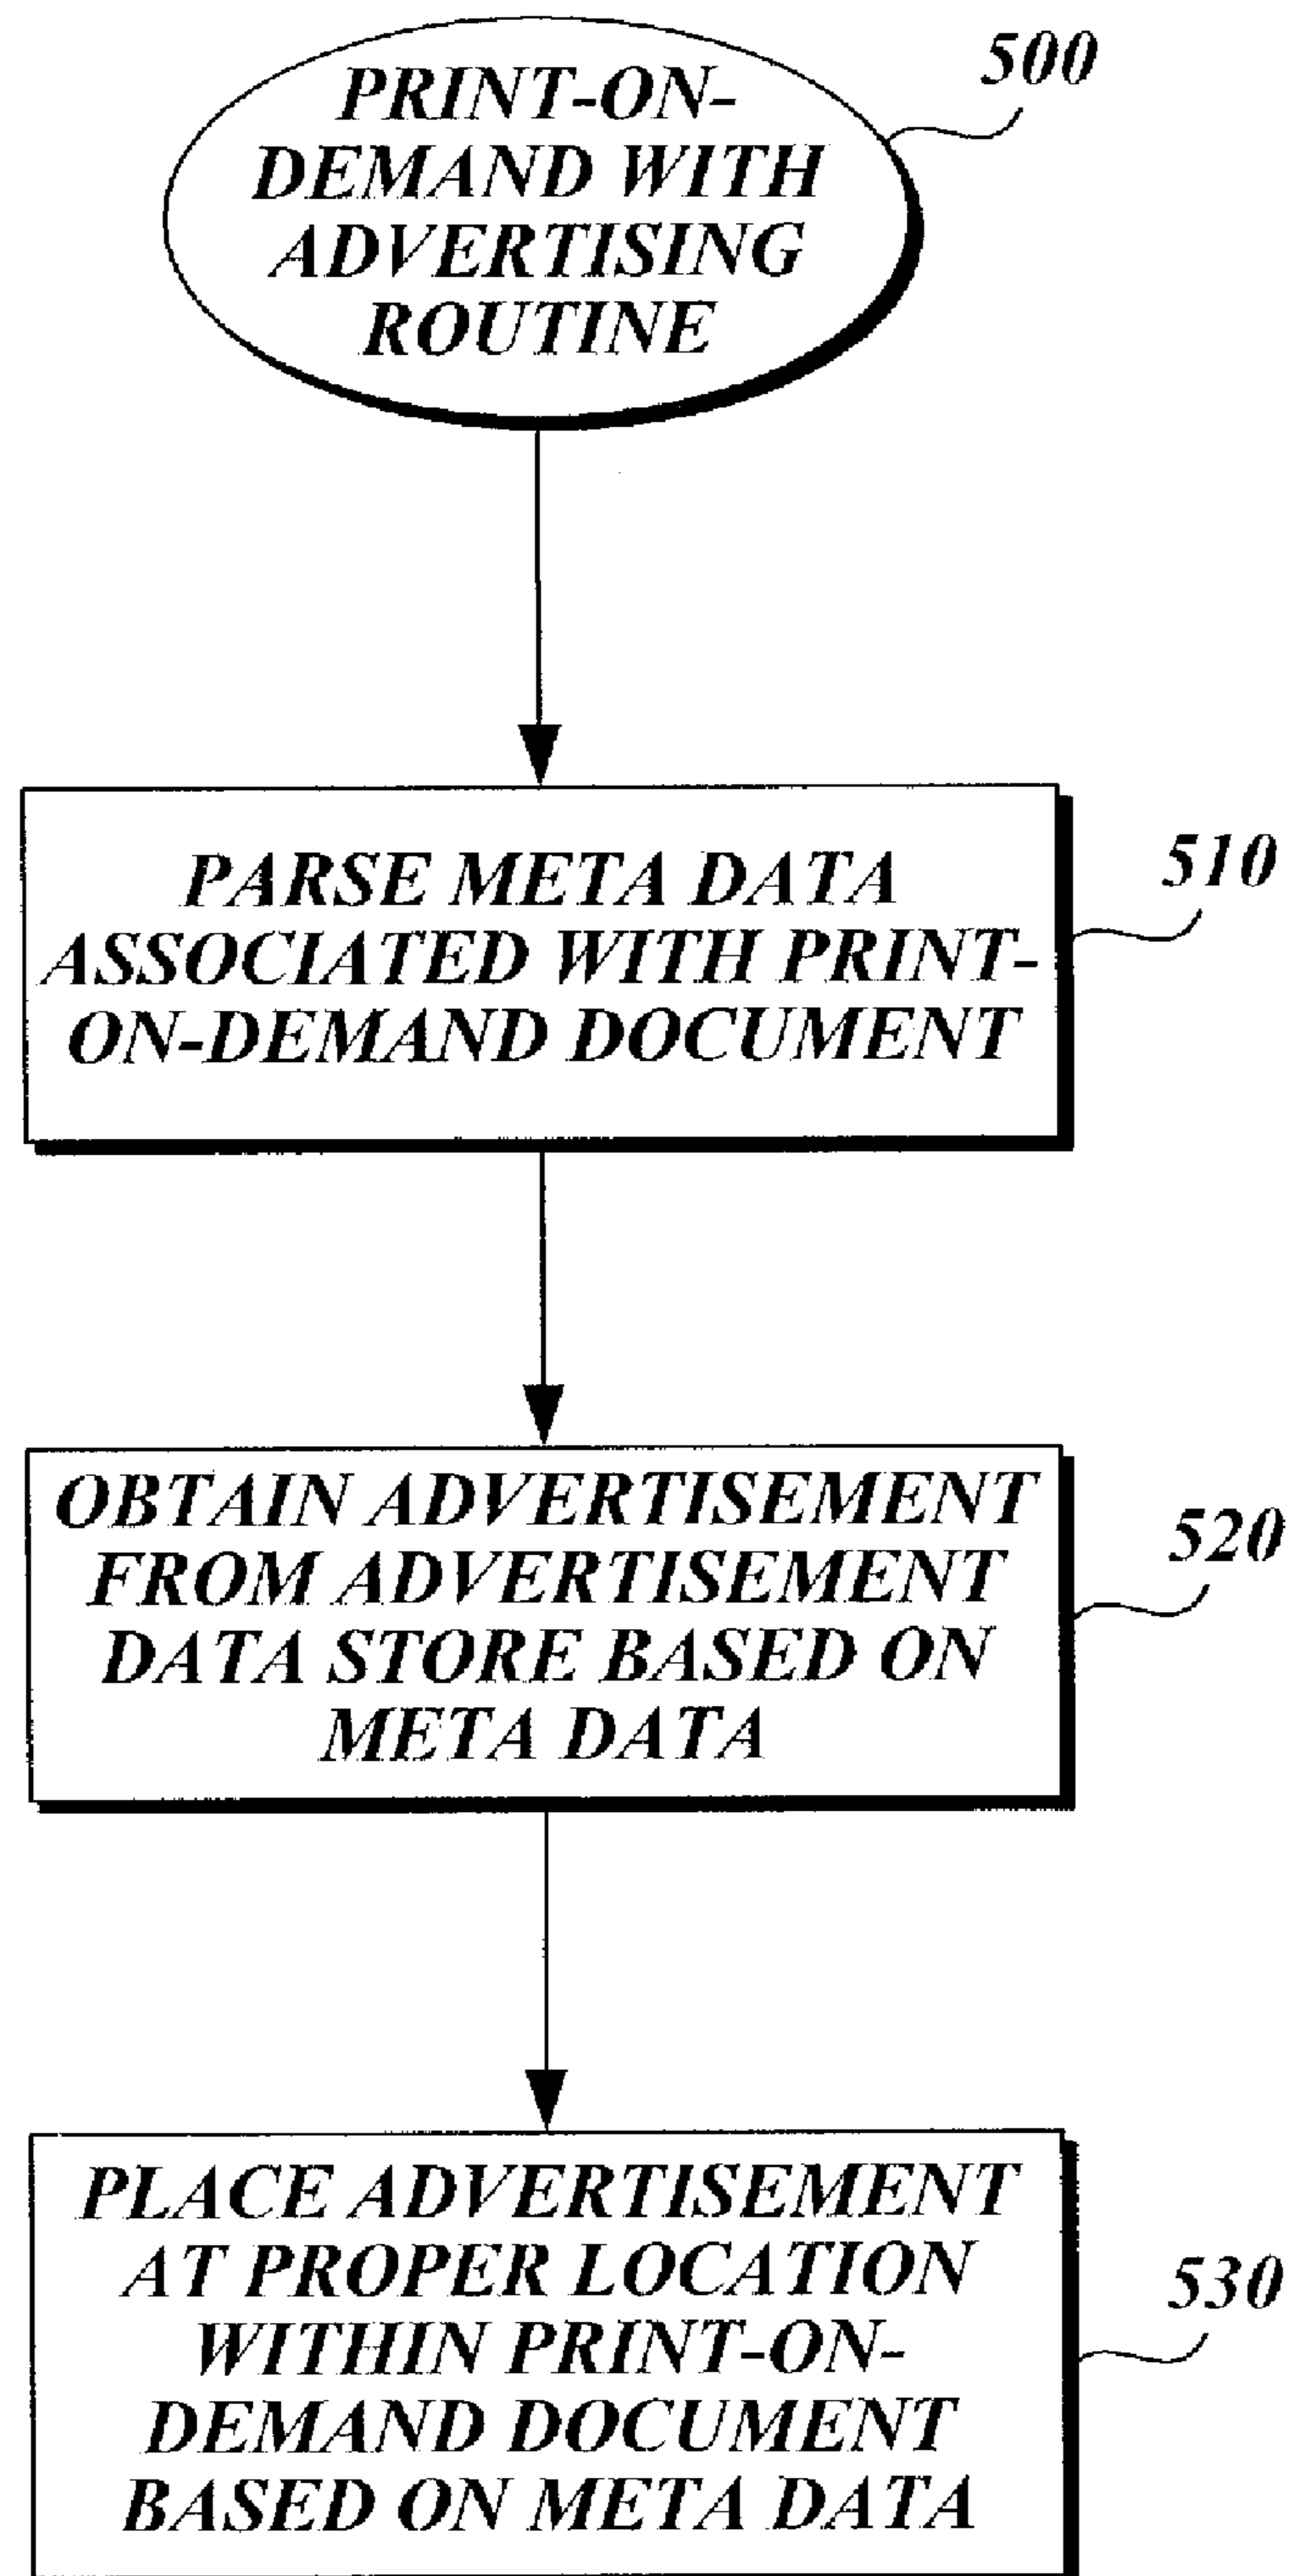 PRINT-ON-
DEMAND WITH
ADVERTISING
ROUTINE
500
PARSE META DATA
ASSOCIATED WITH PRINT-
ON-DEMAND DOCUMENT
510
OBTAIN ADVERTISEMENT
FROM ADVERTISEMENT
DATA STORE BASED ON
META DATA
520
PLACE ADVERTISEMENT
AT PROPER LOCATION
WITHIN PRINT-ON-
DEMAND DOCUMENT
BASED ON META DATA
530